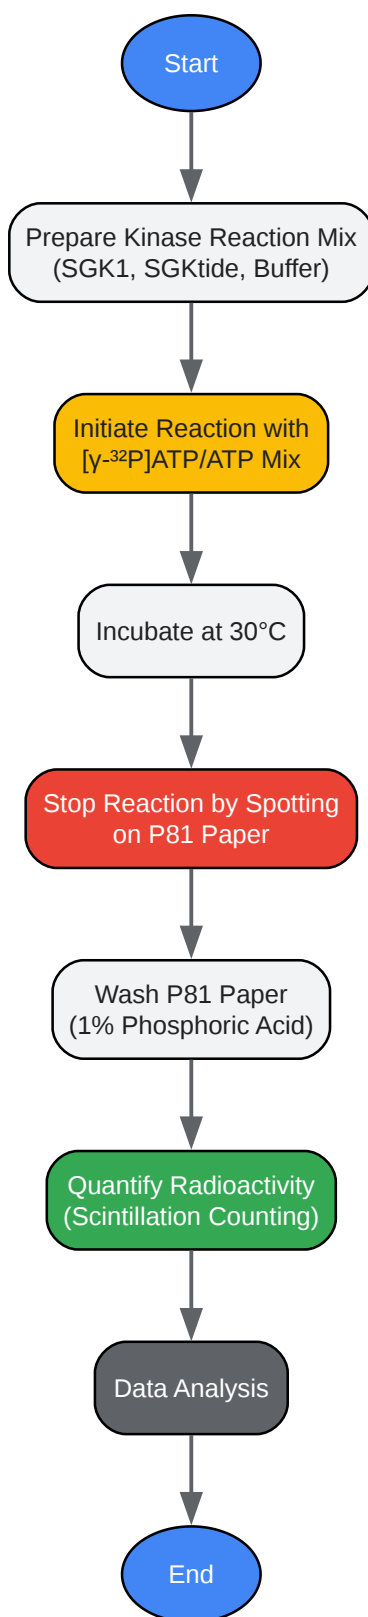 Start
Prepare Kinase Reaction Mix
(SGK1, SGKtide, Buffer)
Initiate Reaction with
[γ-³²P]ATP/ATP Mix
Incubate at 30°C
Stop Reaction by Spotting
on P81 Paper
Wash P81 Paper
(1% Phosphoric Acid)
Quantify Radioactivity
(Scintillation Counting)
Data Analysis
End